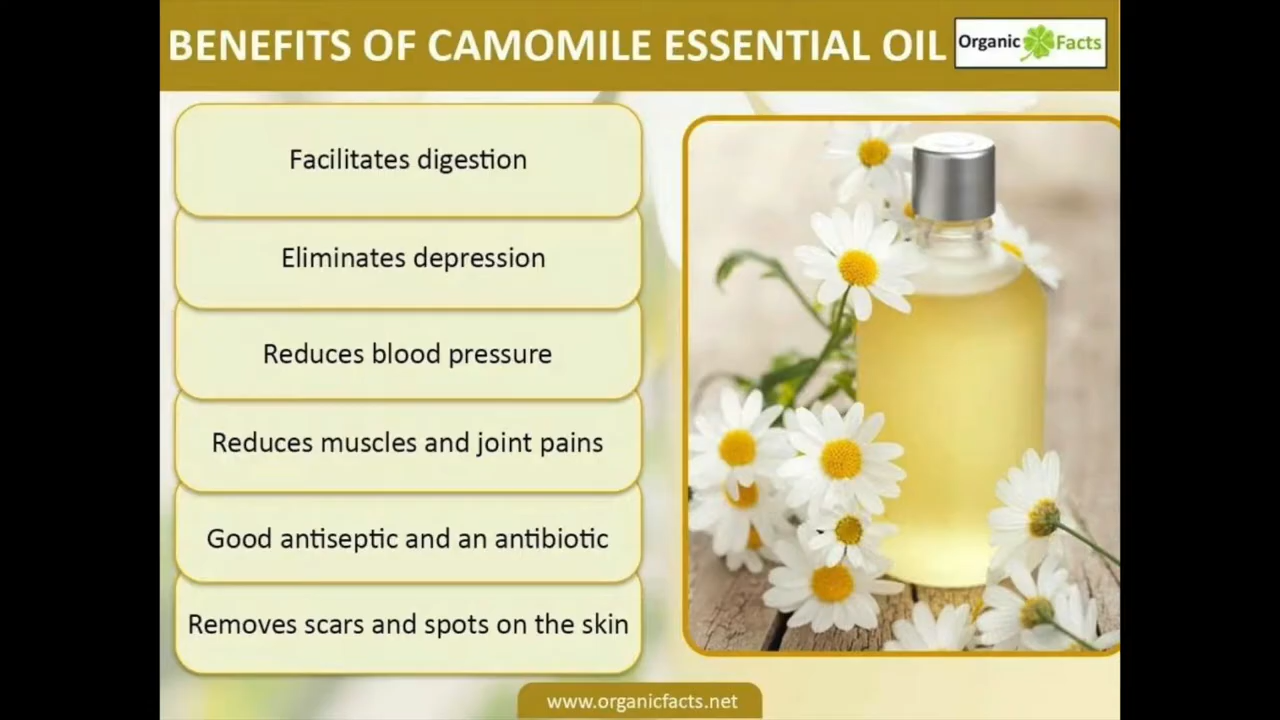 BENEFITS OF CAMOMILE ESSENTIAL OIL
Organic Facts
Facilitates digestion
Eliminates depression
Reduces blood pressure
Reduces muscles and joint pains
Good antiseptic and an antibiotic
Removes scars and spots on the skin
www.organicfacts.net